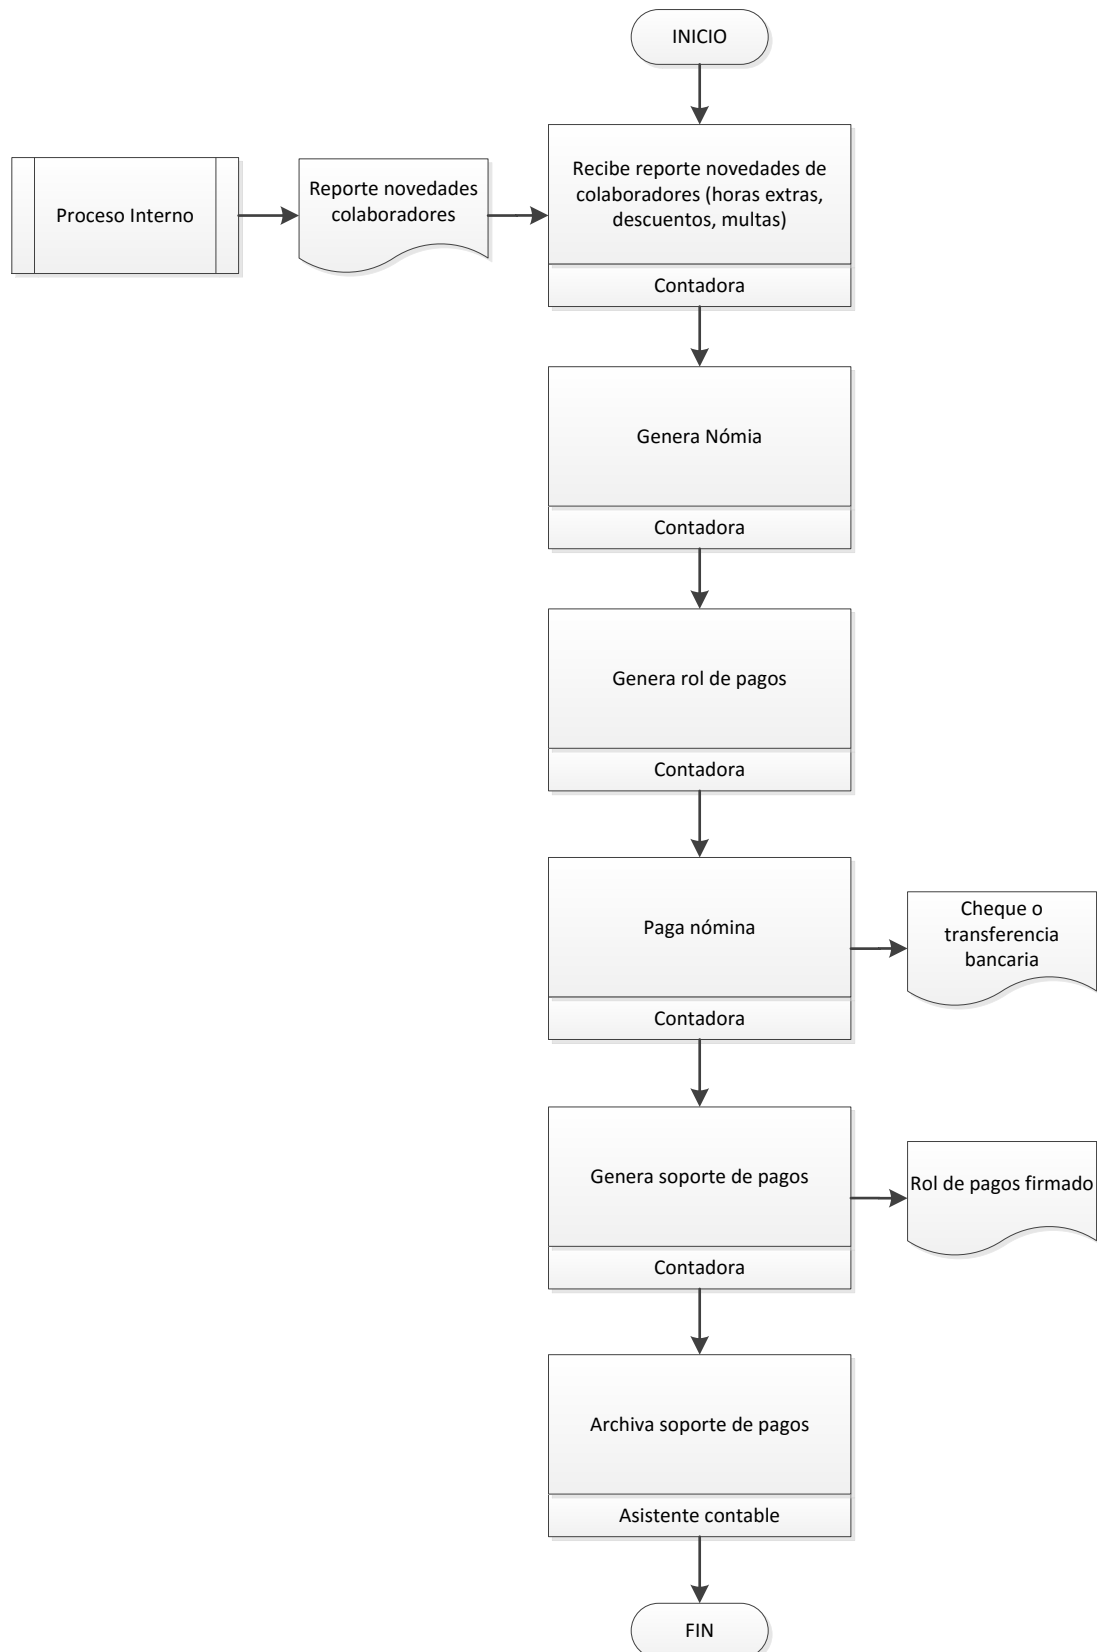 INICIO
Proceso Interno
Reporte novedades
colaboradores
Recibe reporte novedades de
colaboradores (horas extras,
descuentos, multas)
Contadora
Genera Nómia
Contadora
Genera rol de pagos
Contadora
Paga nómina
Contadora
Cheque o
transferencia
bancaria
Genera soporte de pagos
Contadora
Rol de pagos firmado
Archiva soporte de pagos
Asistente contable
FIN